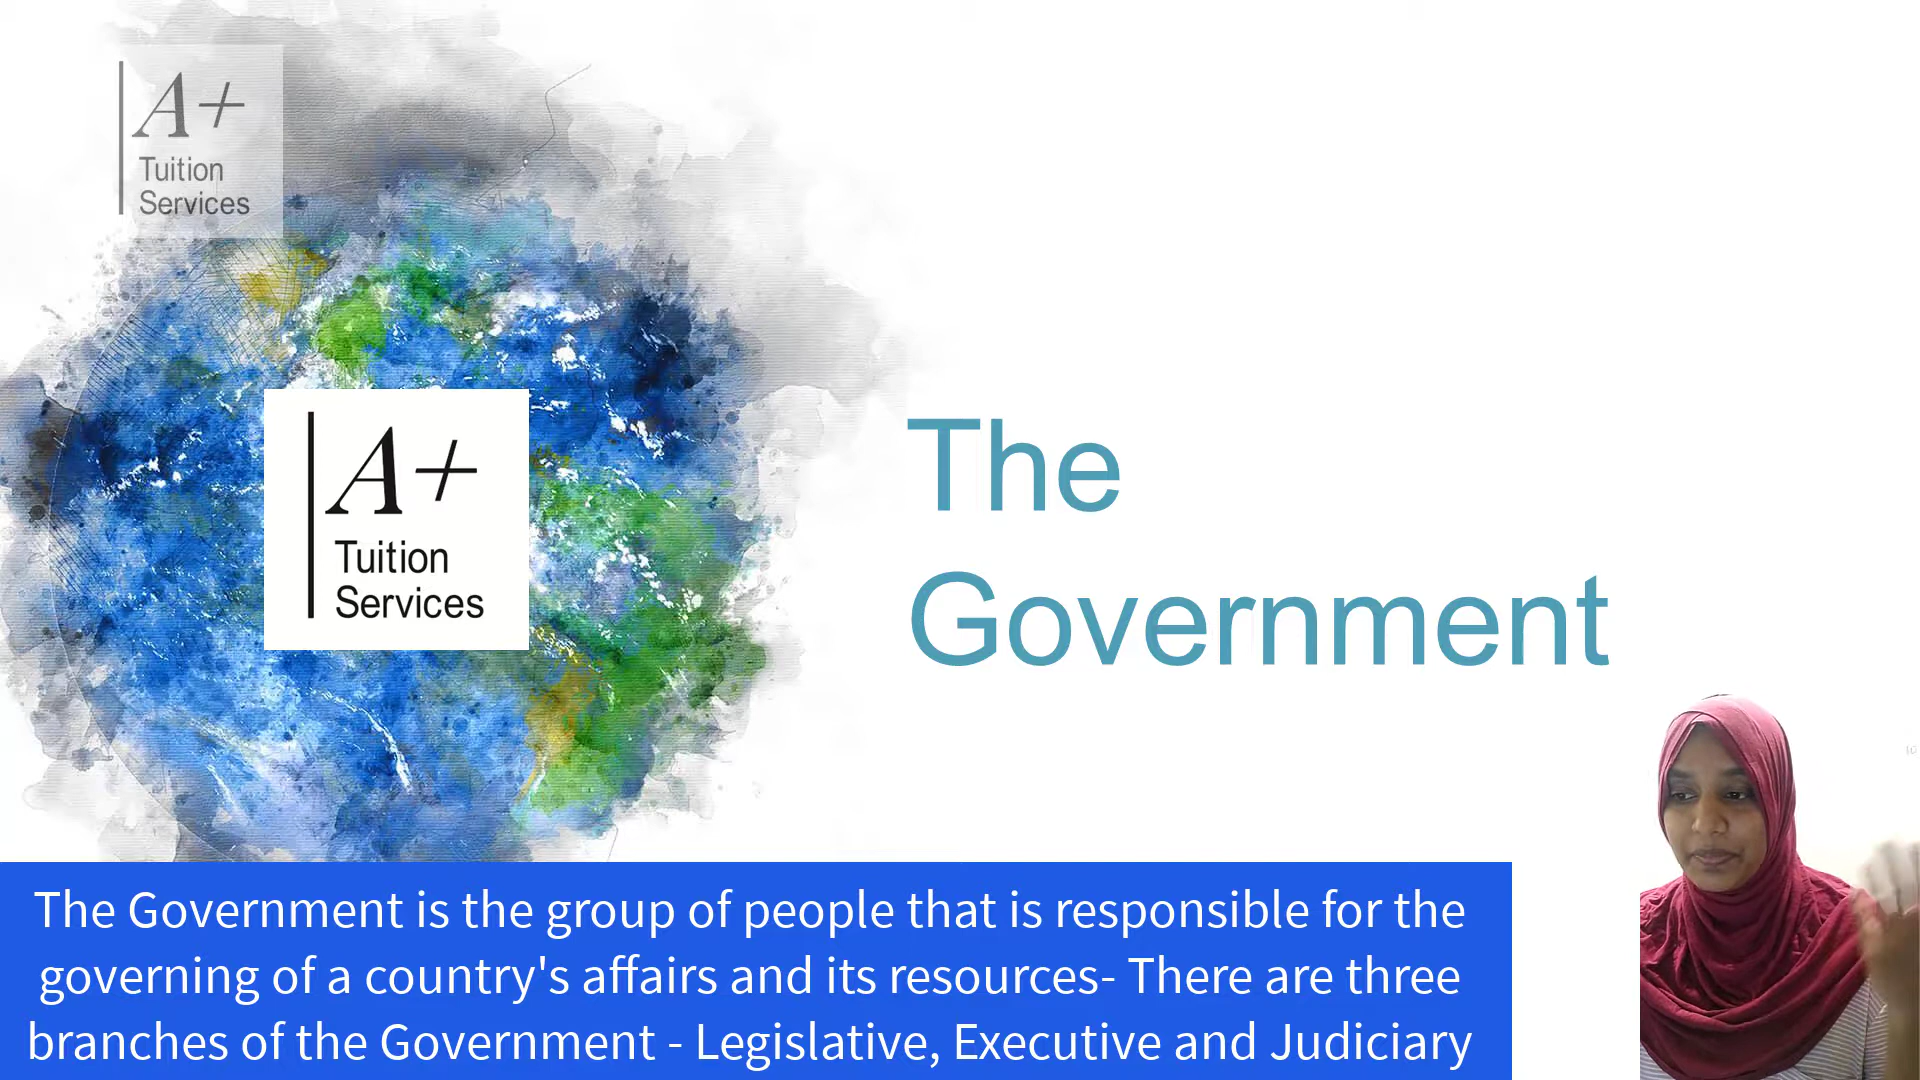 A+
Tuition
Services
A+
Tuition
Services
The
Government
The Government is the group of people that is responsible for the
governing of a country's affairs and its resources- There are three
branches of the Government - Legislative, Executive and Judiciary